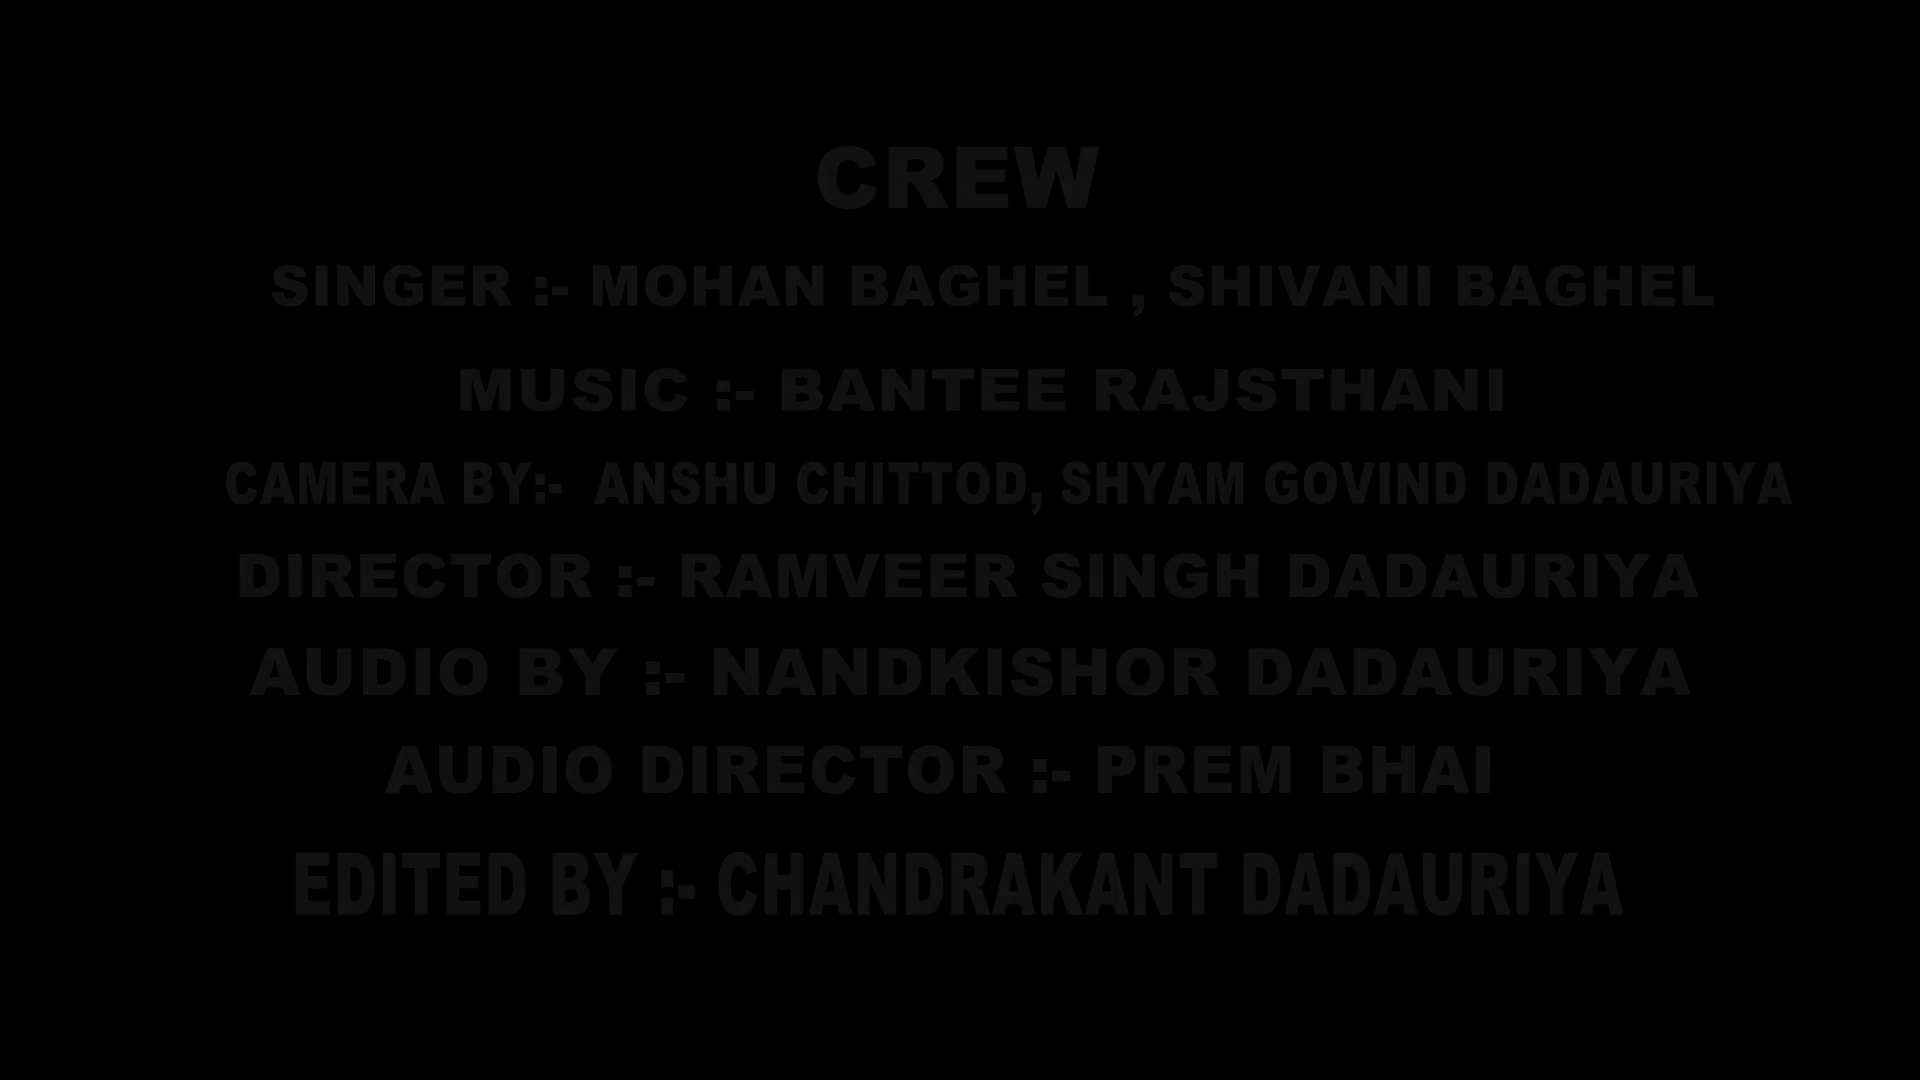 CREW
SINGER :- MOHAN BAGHEL , SHIVANI BAGHEL
MUSIC :- BANTEE RAJSTHANI
CAMERA BY:- ANSHU CHITTOD, SHYAM GOVIND DADAURIYA
DIRECTOR :- RAMVEER SINGH DADAURIYA
AUDIO BY :- NANDKISHOR DADAURIYA
AUDIO DIRECTOR :- PREM BHAI
EDITED BY :- CHANDRAKANT DADAURIYA